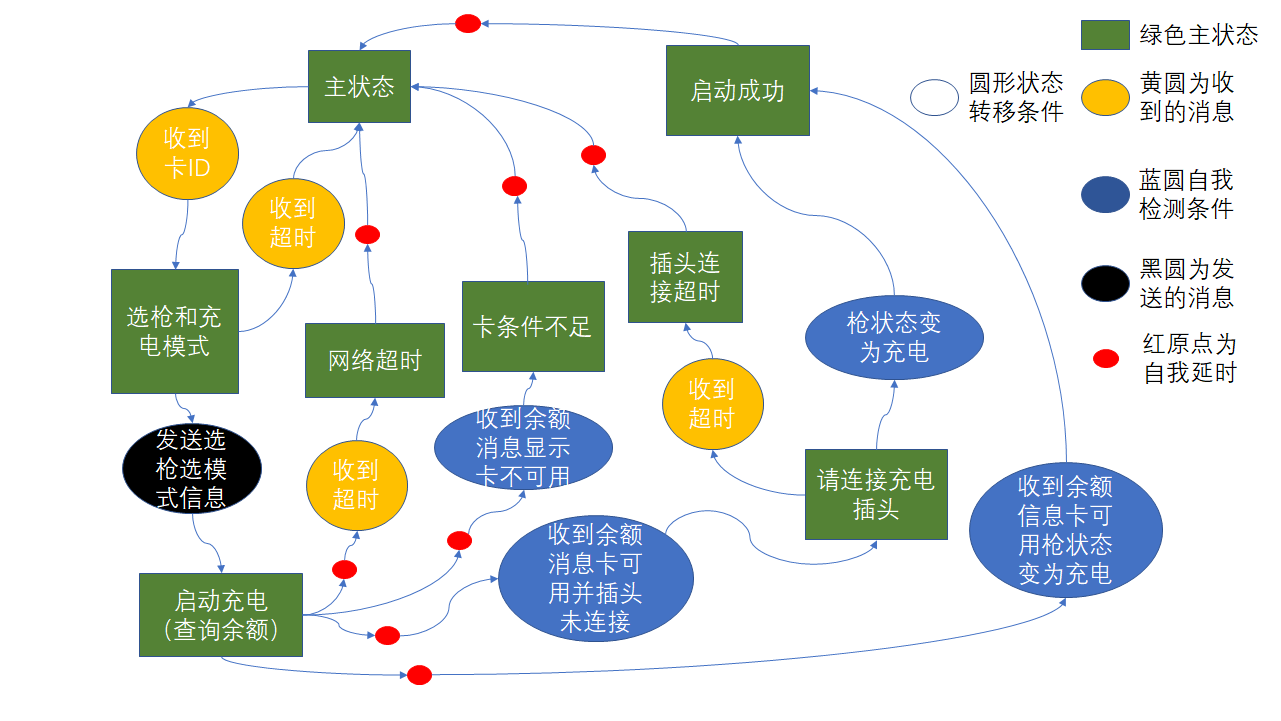 主状态
收到
卡ID
收到
超时
选枪和充
电模式
发送选
枪选模
式信息
启动充电
（查询余额）
网络超时
收到
超时
卡条件不足
收到余额
消息显示
卡不可用
收到余额
消息卡可
用并插头
未连接
插头连
接超时
收到
超时
请连接充电
插头
枪状态变
为充电
启动成功
收到余额
信息卡可
用枪状态
变为充电
绿色主状态
圆形状态
转移条件
黄圆为收
到的消息
蓝圆自我
检测条件
黑圆为发
送的消息
红原点为
自我延时